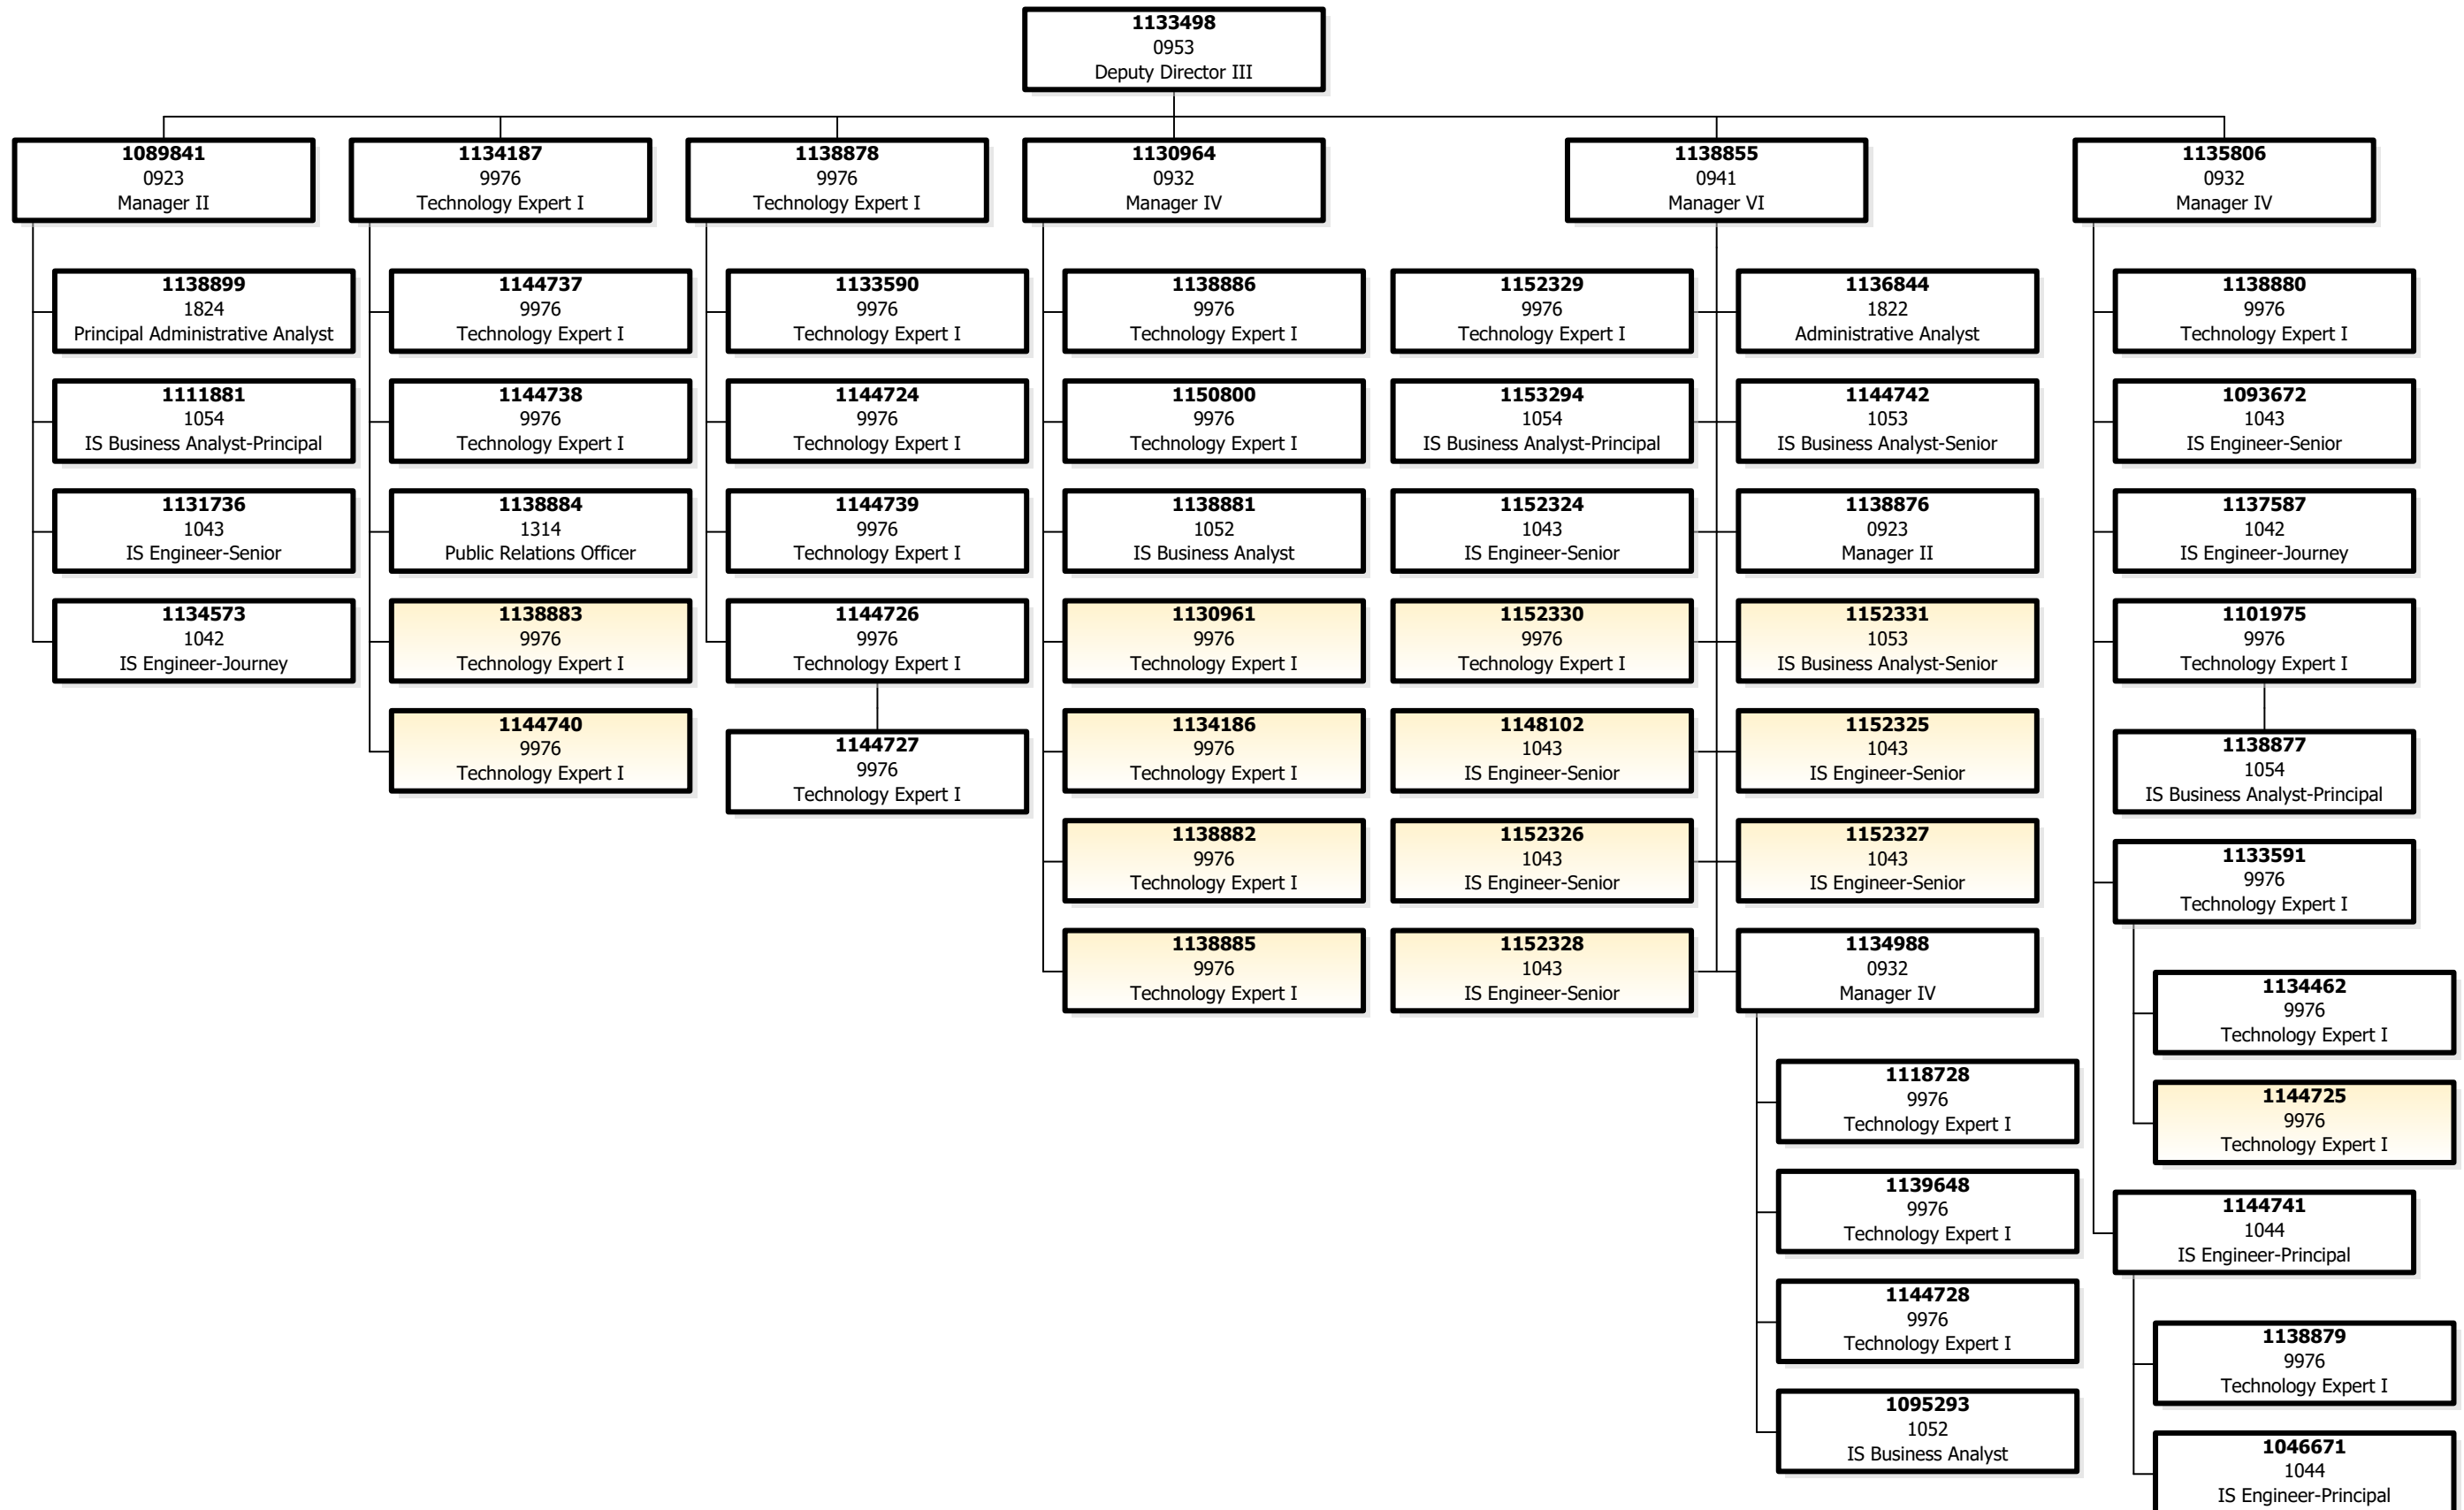 1133498
0953
Deputy Director III
1089841
0923
Manager II
1138899
1824
Principal Administrative Analyst
1111881
1054
IS Business Analyst-Principal
1131736
1043
IS Engineer-Senior
1134573
1042
IS Engineer-Journey
1134187
9976
Technology Expert I
1144737
9976
Technology Expert I
1144738
9976
Technology Expert I
1138884
1314
Public Relations Officer
1138883
9976
Technology Expert I
1144740
9976
Technology Expert I
1138878
9976
Technology Expert I
1133590
9976
Technology Expert I
1144724
9976
Technology Expert I
1144739
9976
Technology Expert I
1144726
9976
Technology Expert I
1144727
9976
Technology Expert I
1130964
0932
Manager IV
1138886
9976
Technology Expert I
1150800
9976
Technology Expert I
1138881
1052
IS Business Analyst
1130961
9976
Technology Expert I
1134186
9976
Technology Expert I
1138882
9976
Technology Expert I
1138885
9976
Technology Expert I
1138855
0941
Manager VI
1152329
9976
Technology Expert I
1136844
1822
Administrative Analyst
1153294
1054
IS Business Analyst-Principal
1144742
1053
IS Business Analyst-Senior
1152324
1043
IS Engineer-Senior
1138876
0923
Manager II
1152330
9976
Technology Expert I
1152331
1053
IS Business Analyst-Senior
1148102
1043
IS Engineer-Senior
1152325
1043
IS Engineer-Senior
1152326
1043
IS Engineer-Senior
1152327
1043
IS Engineer-Senior
1152328
1043
IS Engineer-Senior
1134988
0932
Manager IV
1118728
9976
Technology Expert I
1139648
9976
Technology Expert I
1144728
9976
Technology Expert I
1095293
1052
IS Business Analyst
1135806
0932
Manager IV
1138880
9976
Technology Expert I
1093672
1043
IS Engineer-Senior
1137587
1042
IS Engineer-Journey
1101975
9976
Technology Expert I
1138877
1054
IS Business Analyst-Principal
1133591
9976
Technology Expert I
1134462
9976
Technology Expert I
1144725
9976
Technology Expert I
1144741
1044
IS Engineer-Principal
1138879
9976
Technology Expert I
1046671
1044
IS Engineer-Principal